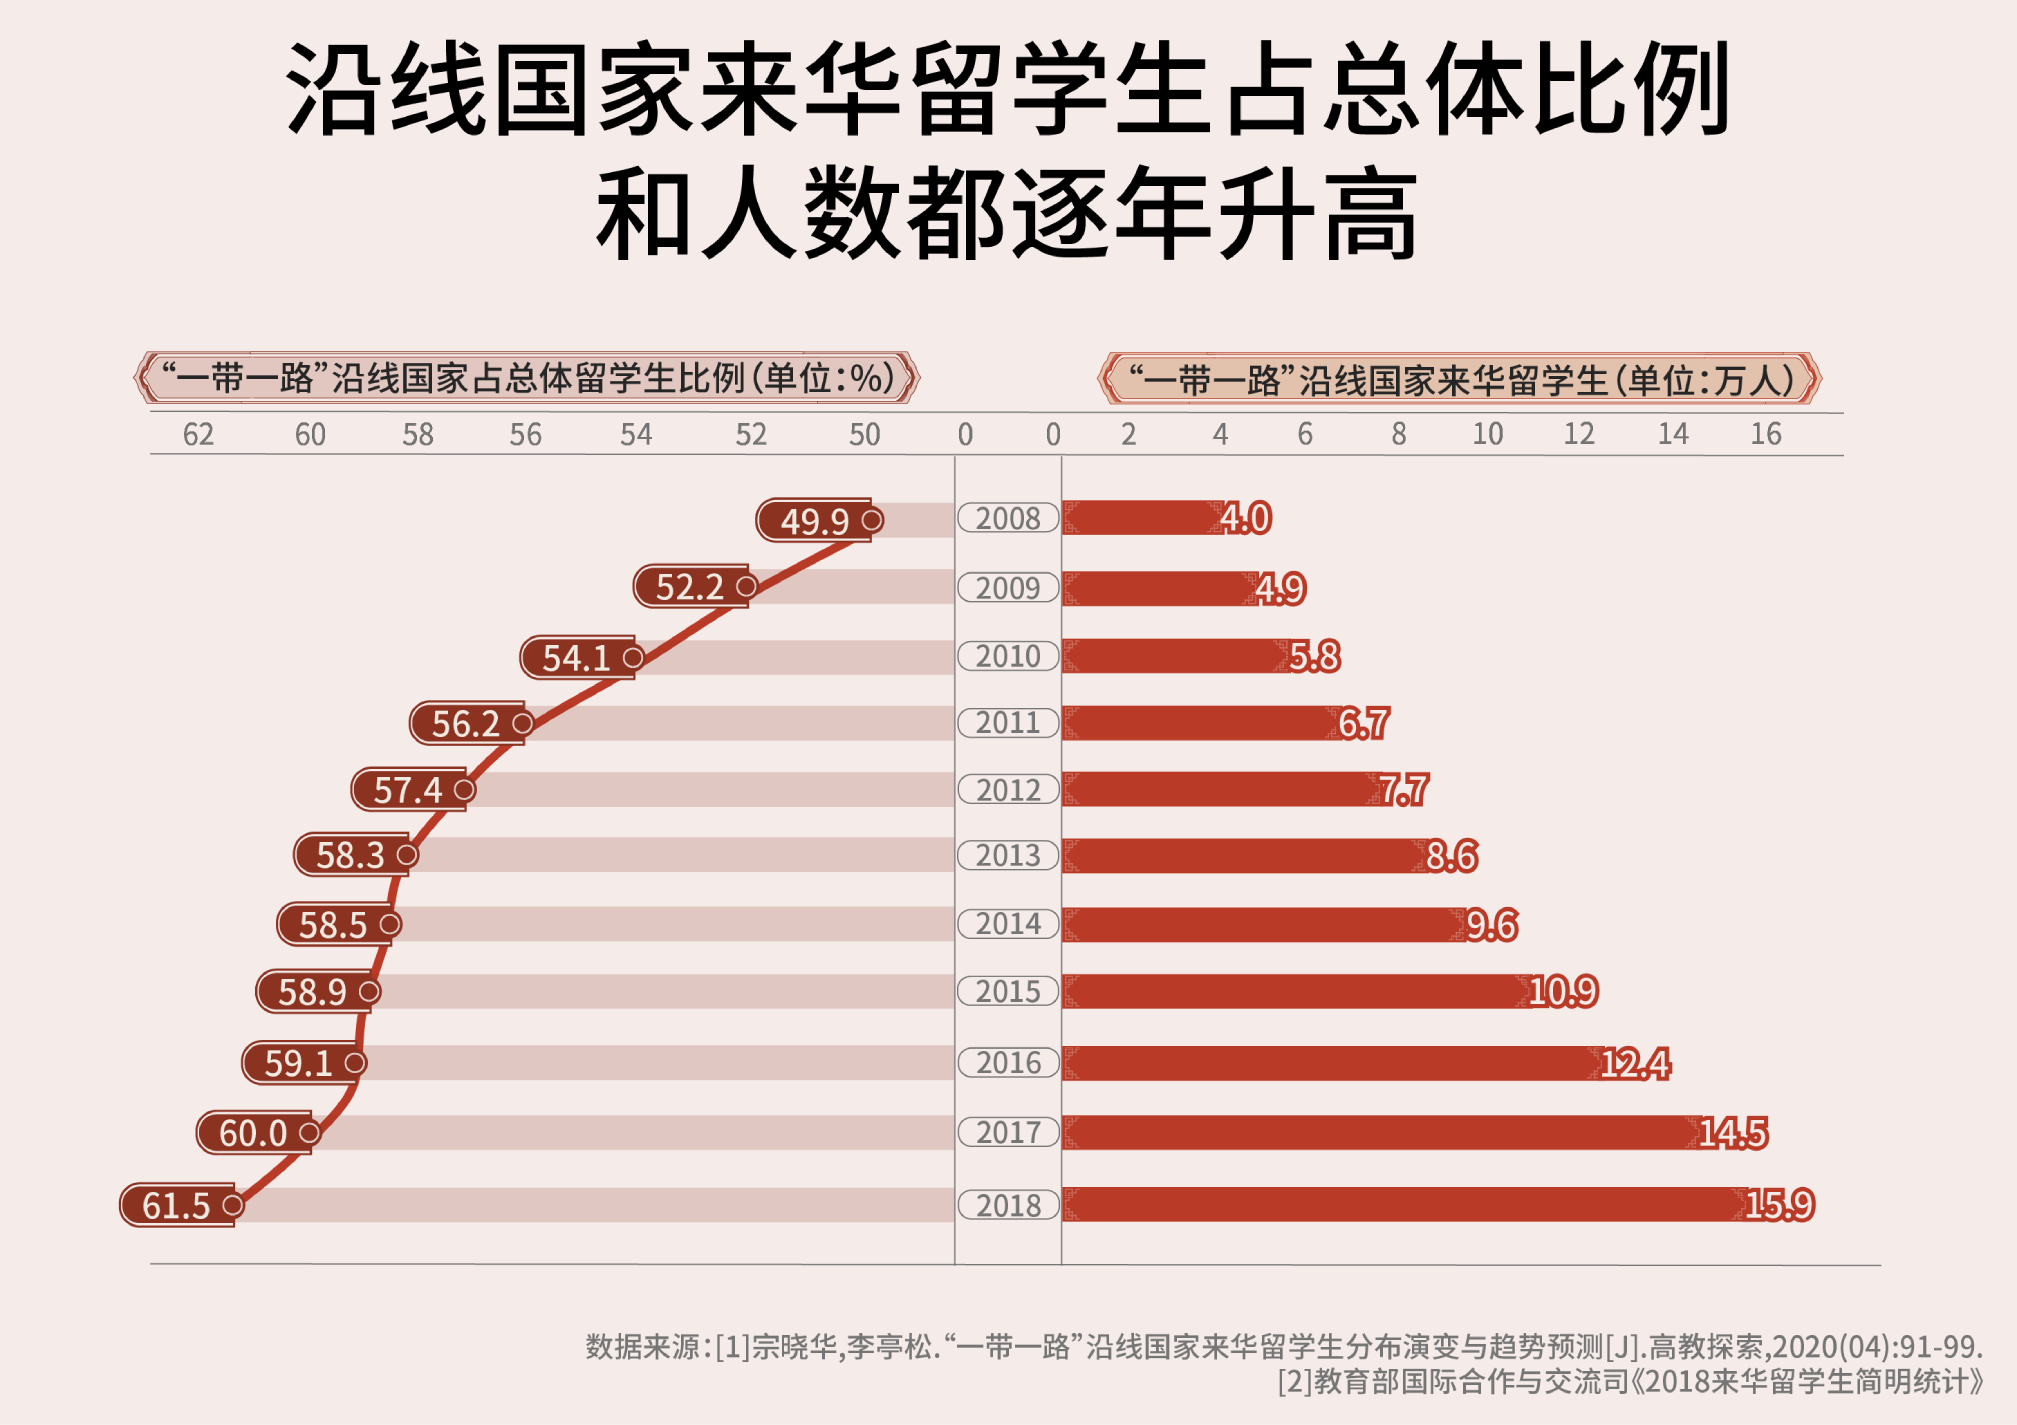 沿线国家来华留学生占总体比例
和人数都逐年升高
“一带一路”沿线国家占总体留学生比例(单位:%)
“一带一路”沿线国家来华留学生(单位:万人)
62 60 58 56 54 52 50 0 0 2 4 6 8 10 12 14 16
49.9 2008 4.0
52.2 2009 4.9
54.1 2010 5.8
56.2 2011 6.7
57.4 2012 7.7
58.3 2013 8.6
58.5 2014 9.6
58.9 2015 10.9
59.1 2016 12.4
60.0 2017 14.5
61.5 2018 15.9
数据来源:[1]宗晓华,李亭松.“一带一路”沿线国家来华留学生分布演变与趋势预测[J].高教探索,2020(04):91-99.
[2]教育部国际合作与交流司《2018来华留学生简明统计》